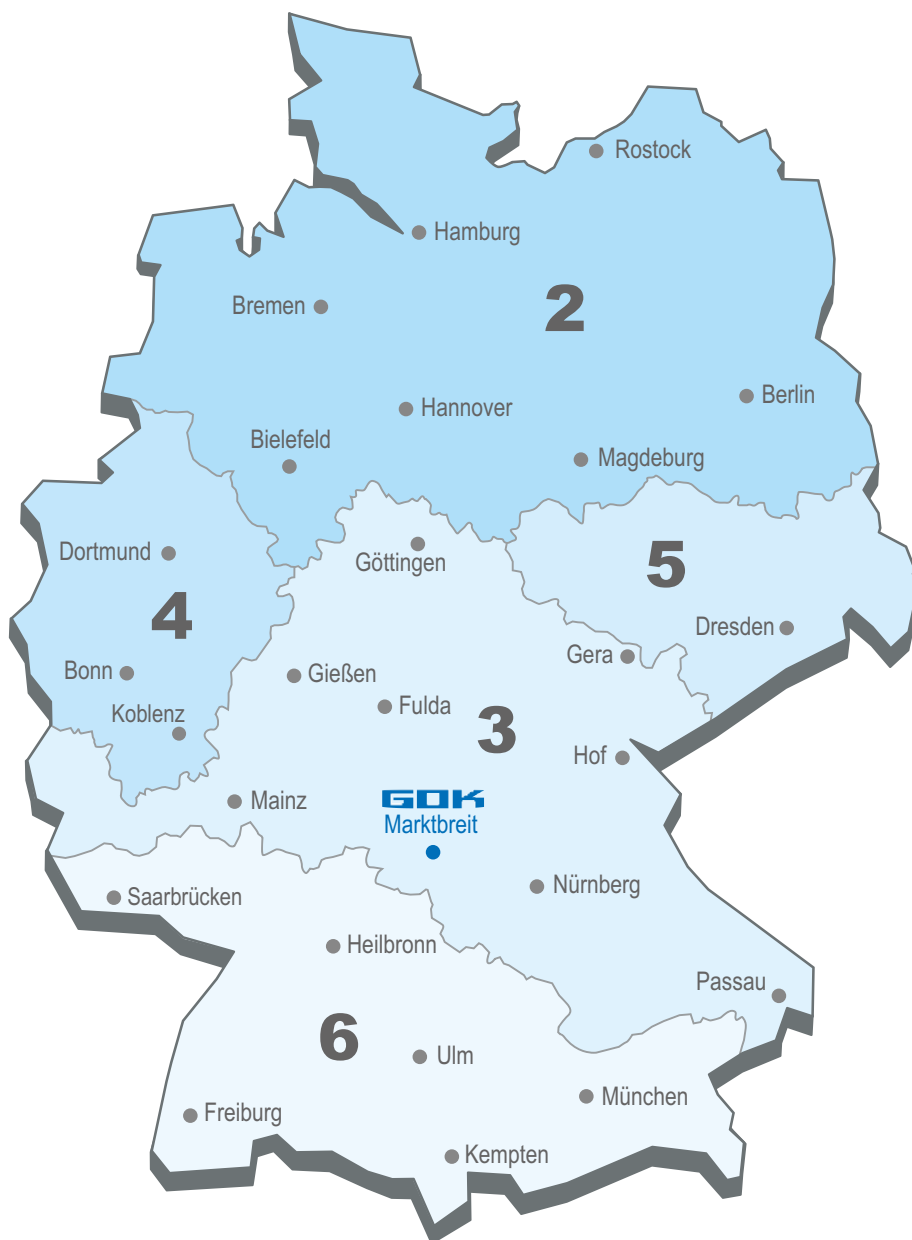 Rostock
Hamburg
Bremen
2
Berlin
Hannover
Bielefeld
Magdeburg
Dortmund
Göttingen
5
4
Dresden
Gera
Bonn
Gießen
Fulda
Koblenz
3
Hof
Mainz
GOK
Marktbreit
Nürnberg
Saarbrücken
Heilbronn
Passau
6
Ulm
München
Freiburg
Kempten